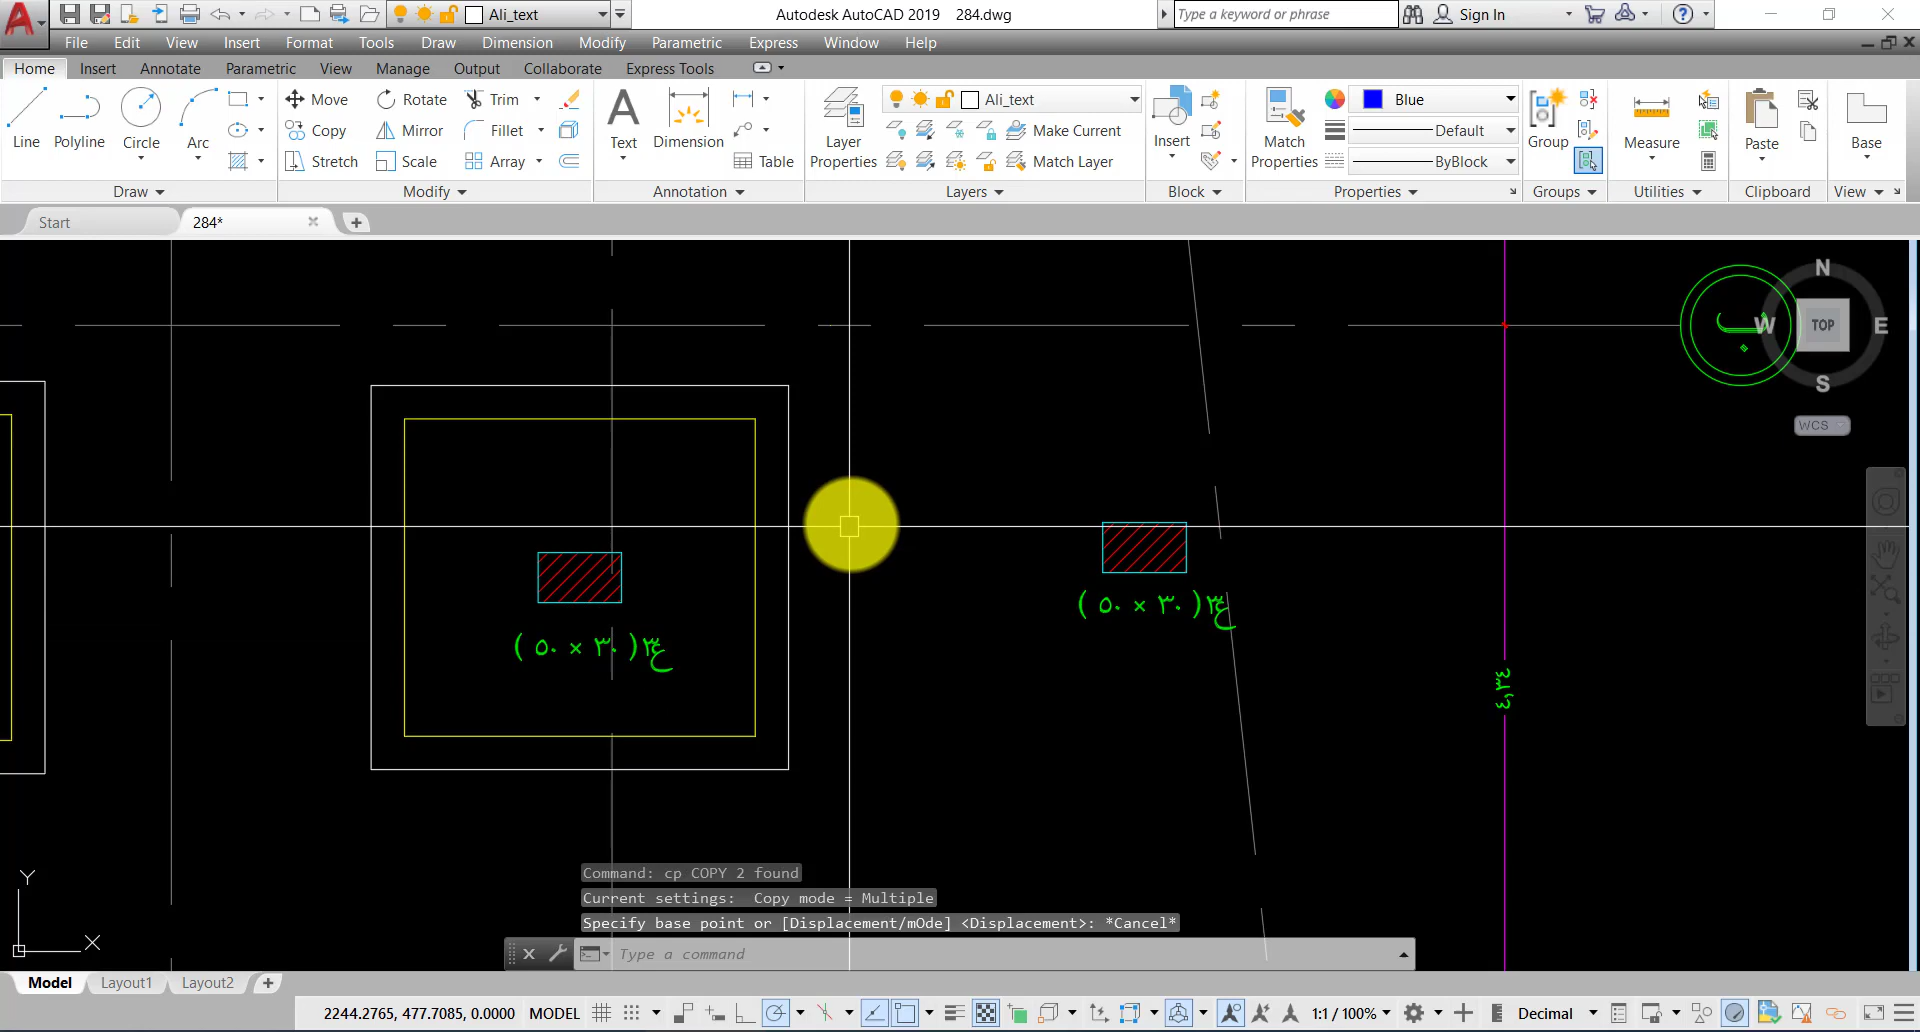 Ali_text
Autodesk AutoCAD 2019 284.dwg
Type a keyword or phrase
Sign In
File Edit View Insert Format Tools Draw Dimension Modify Parametric Express Window Help
Home Insert Annotate Parametric View Manage Output Collaborate Express Tools
Line
Polyline
Circle
Arc
Draw
Move Rotate Trim
Copy Mirror Fillet
Stretch Scale Array
Modify
Text
Dimension
Table
Annotation
Layer Properties
Ali_text
Make Current
Match Layer
Layers
Insert
Block
Match Properties
Blue
Default
ByBlock
Properties
Group
Groups
Measure
Utilities
Paste
Clipboard
Base
View
Start
284*
N
W TOP E
S
WCS
ع٣( ٣٠ × ٥٠ )
ع٣( ٣٠ × ٥٠ )
Y
X
Command: cp COPY 2 found
Current settings: Copy mode = Multiple
Specify base point or [Displacement/mOde] <Displacement>: *Cancel*
Type a command
Model Layout1 Layout2
2244.2765, 477.7085, 0.0000 MODEL 1:1 / 100% Decimal